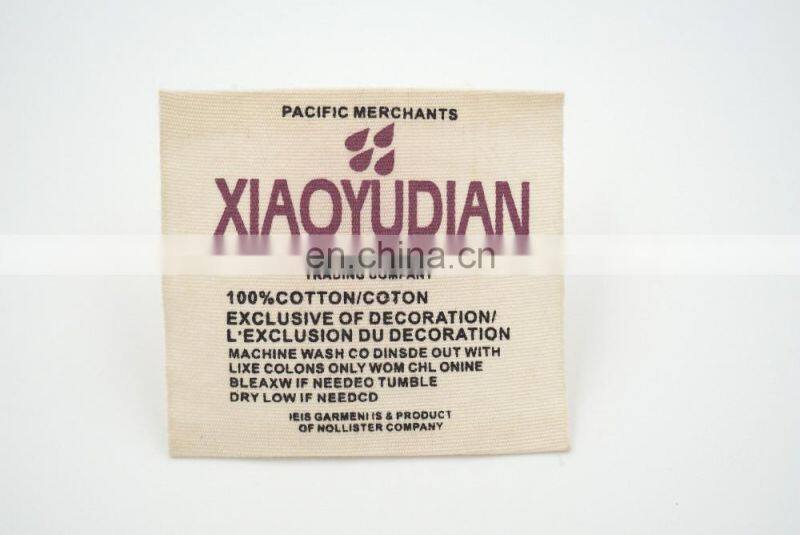 PACIFIC MERCHANTS
XIAOYUDIAN
en.china.cn
TRADING COMPANY
100%COTTON/COTON
EXCLUSIVE OF DECORATION/
L'EXCLUSION DU DECORATION
MACHINE WASH CO DINSDE OUT WITH
LIXE COLONS ONLY WOM CHL ONINE
BLEAXW IF NEEDEO TUMBLE
DRY LOW IF NEEDCD
IEIS GARMENI IS & PRODUCT
OF NOLLISTER COMPANY